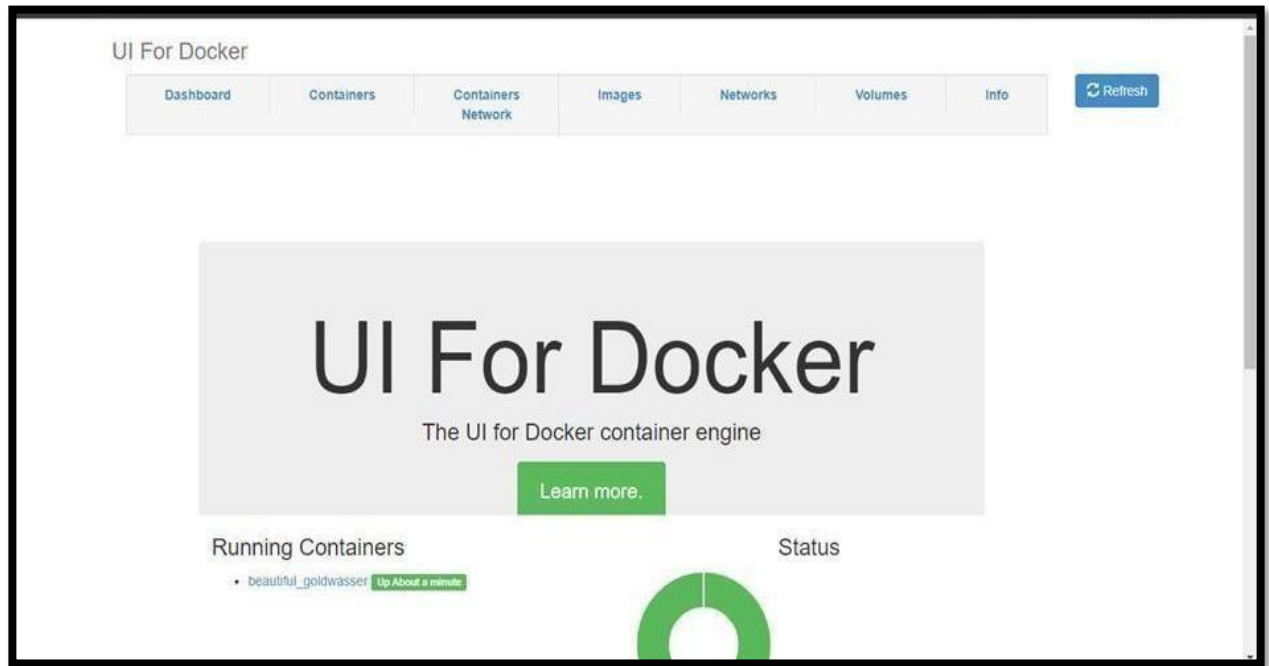 UI For Docker
Dashboard Containers Containers Network Images Networks Volumes Info
Refresh
UI For Docker
The UI for Docker container engine
Learn more.
Running Containers
Status
beautiful_goldwasser Up About a minute